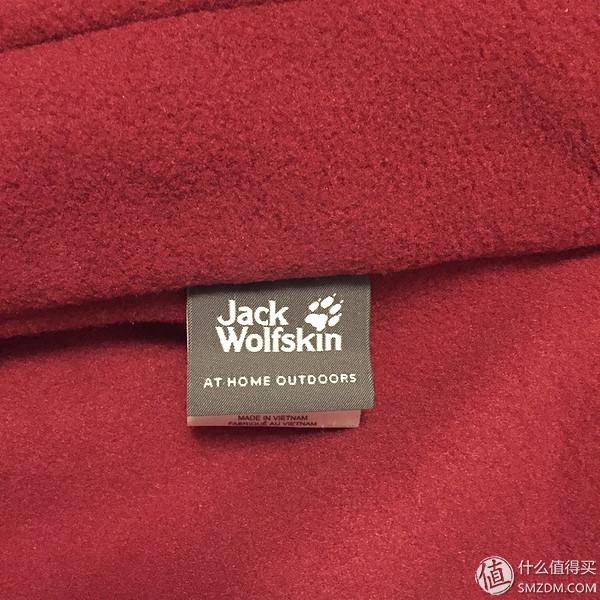 Jack
Wolfskin
AT HOME OUTDOORS
MADE IN VIETNAM
FABRIQUÉ AU VIETNAM
值 什么值得买
SMZDM.COM